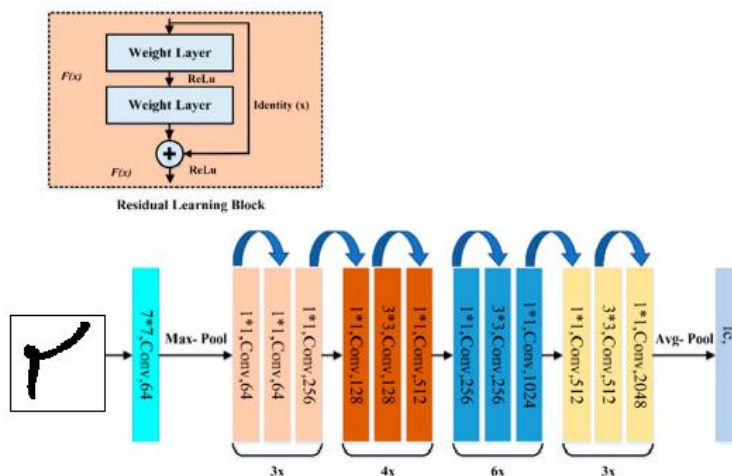 Weight Layer
F(x)
ReLu
Weight Layer
Identity (x)
+
F(x)
ReLu
Residual Learning Block
7*7,Conv,64
Max- Pool
1*1,Conv,64
1*1,Conv,64
1*1,Conv,256
3x
1*1,Conv,128
3*3,Conv,128
1*1,Conv,512
4x
1*1,Conv,256
3*3,Conv,256
1*1,Conv,1024
6x
1*1,Conv,512
3*3,Conv,512
1*1,Conv,2048
3x
Avg- Pool